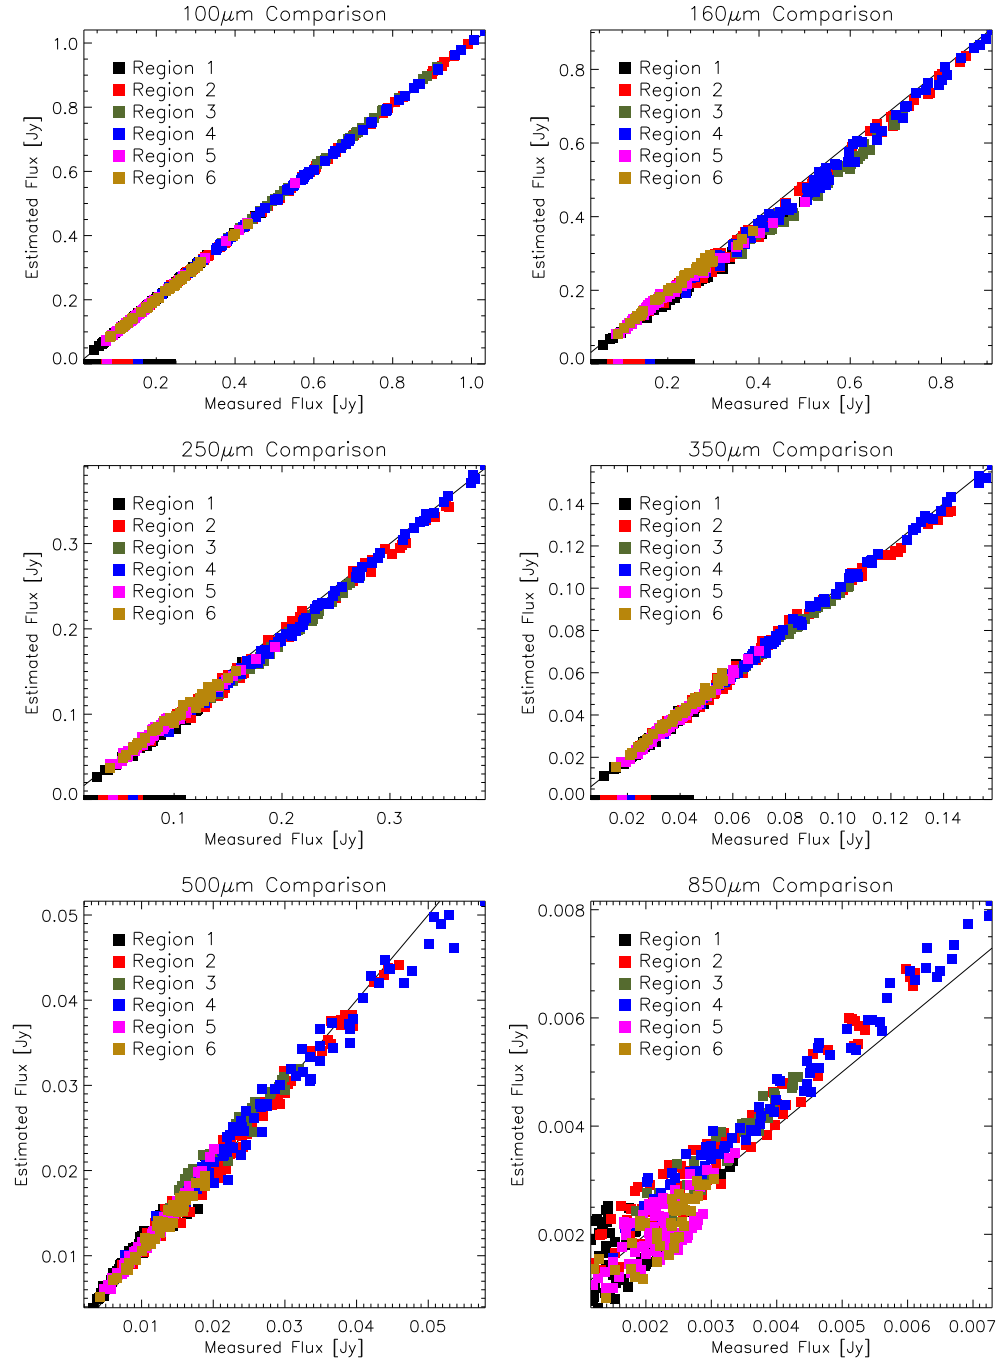 100μm Comparison
Estimated Flux [Jy]
1.0
0.8
0.6
0.4
0.2
0.0
Region 1
Region 2
Region 3
Region 4
Region 5
Region 6
0.2 0.4 0.6 0.8 1.0
Measured Flux [Jy]
160μm Comparison
Estimated Flux [Jy]
0.8
0.6
0.4
0.2
0.0
Region 1
Region 2
Region 3
Region 4
Region 5
Region 6
0.2 0.4 0.6 0.8
Measured Flux [Jy]
250μm Comparison
Estimated Flux [Jy]
0.3
0.2
0.1
0.0
Region 1
Region 2
Region 3
Region 4
Region 5
Region 6
0.1 0.2 0.3
Measured Flux [Jy]
350μm Comparison
Estimated Flux [Jy]
0.14
0.12
0.10
0.08
0.06
0.04
0.02
0.00
Region 1
Region 2
Region 3
Region 4
Region 5
Region 6
0.02 0.04 0.06 0.08 0.10 0.12 0.14
Measured Flux [Jy]
500μm Comparison
Estimated Flux [Jy]
0.05
0.04
0.03
0.02
0.01
Region 1
Region 2
Region 3
Region 4
Region 5
Region 6
0.01 0.02 0.03 0.04 0.05
Measured Flux [Jy]
850μm Comparison
Estimated Flux [Jy]
0.008
0.006
0.004
0.002
Region 1
Region 2
Region 3
Region 4
Region 5
Region 6
0.002 0.003 0.004 0.005 0.006 0.007
Measured Flux [Jy]